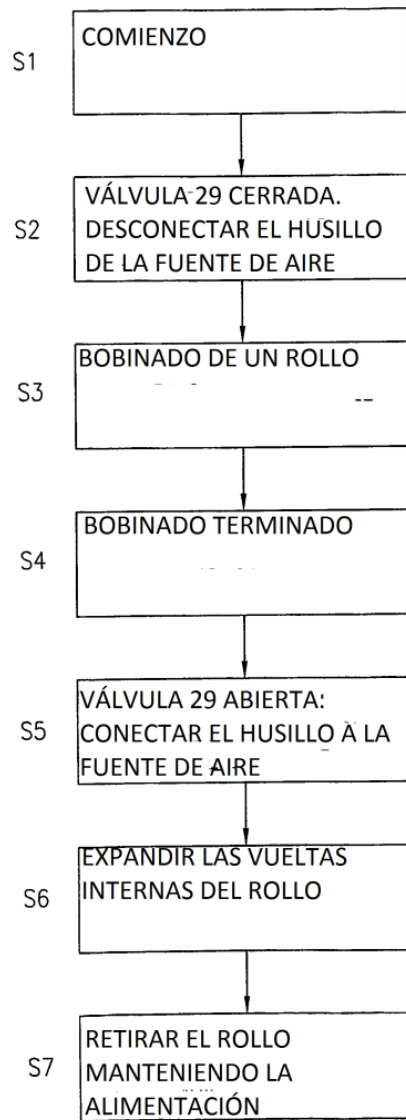 S1
COMIENZO
S2
VÁLVULA 29 CERRADA.
DESCONECTAR EL HUSILLO
DE LA FUENTE DE AIRE
S3
BOBINADO DE UN ROLLO
S4
BOBINADO TERMINADO
S5
VÁLVULA 29 ABIERTA:
CONECTAR EL HUSILLO A LA
FUENTE DE AIRE
S6
EXPANDIR LAS VUELTAS
INTERNAS DEL ROLLO
S7
RETIRAR EL ROLLO
MANTENIENDO LA
ALIMENTACIÓN